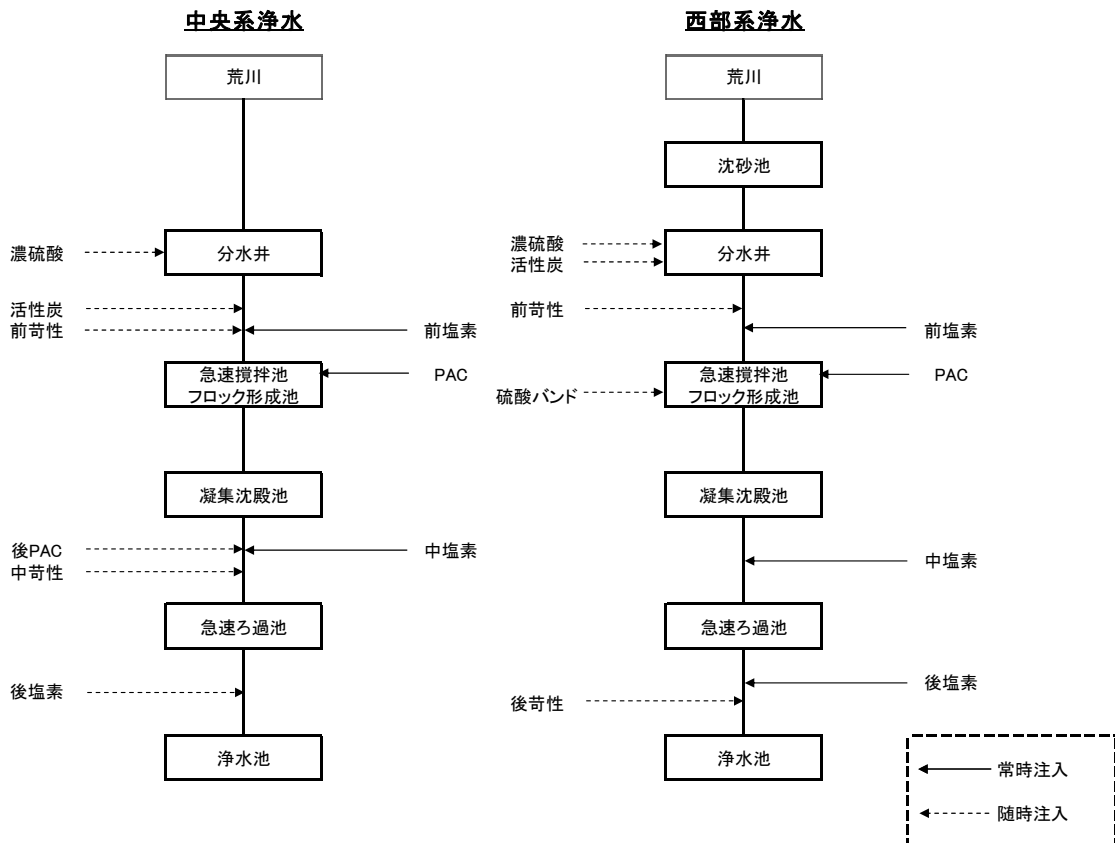 中央系浄水
荒川
濃硫酸
分水井
活性炭
前苛性
前塩素
急速攪拌池
フロック形成池
PAC
凝集沈殿池
後PAC
中塩素
中苛性
急速ろ過池
後塩素
浄水池
西部系浄水
荒川
沈砂池
濃硫酸
活性炭
分水井
前苛性
前塩素
急速攪拌池
フロック形成池
PAC
硫酸バンド
凝集沈殿池
中塩素
急速ろ過池
後塩素
後苛性
浄水池
常時注入
随時注入